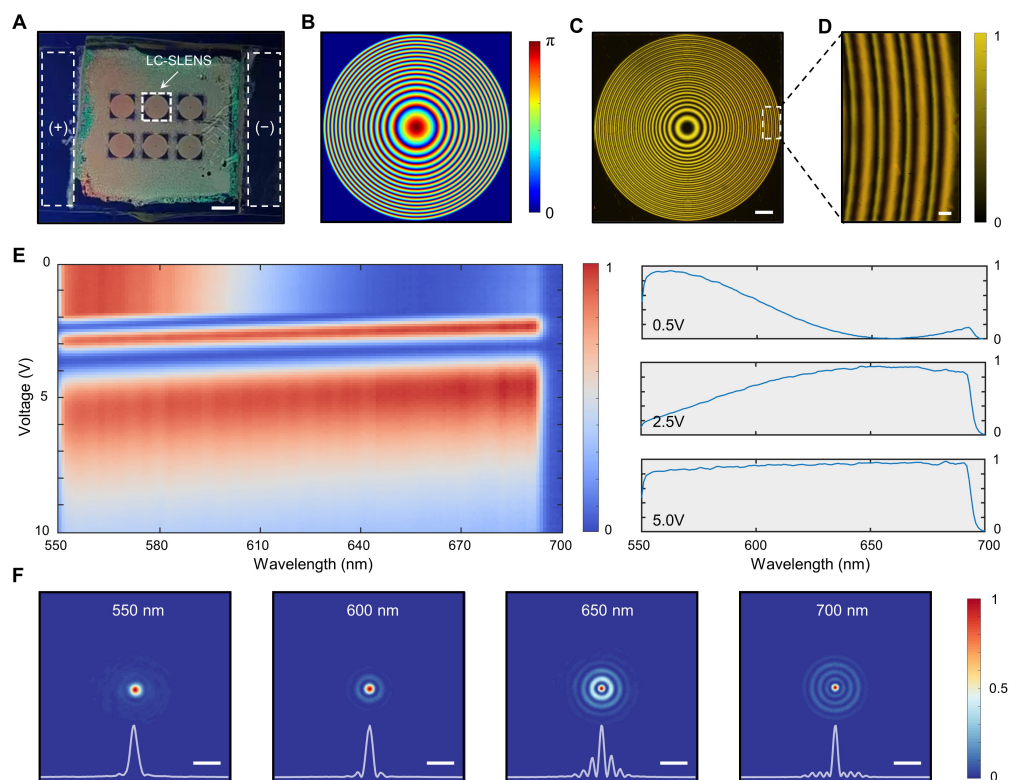 A
LC-SLENS
(+)
(−)
B
π
0
C
D
1
0
E
Voltage (V)
0
5
10
550
580
610
640
670
700
Wavelength (nm)
1
0
0.5V
1
0
2.5V
1
0
5.0V
1
0
550
600
650
700
Wavelength (nm)
F
550 nm
600 nm
650 nm
700 nm
1
0.5
0